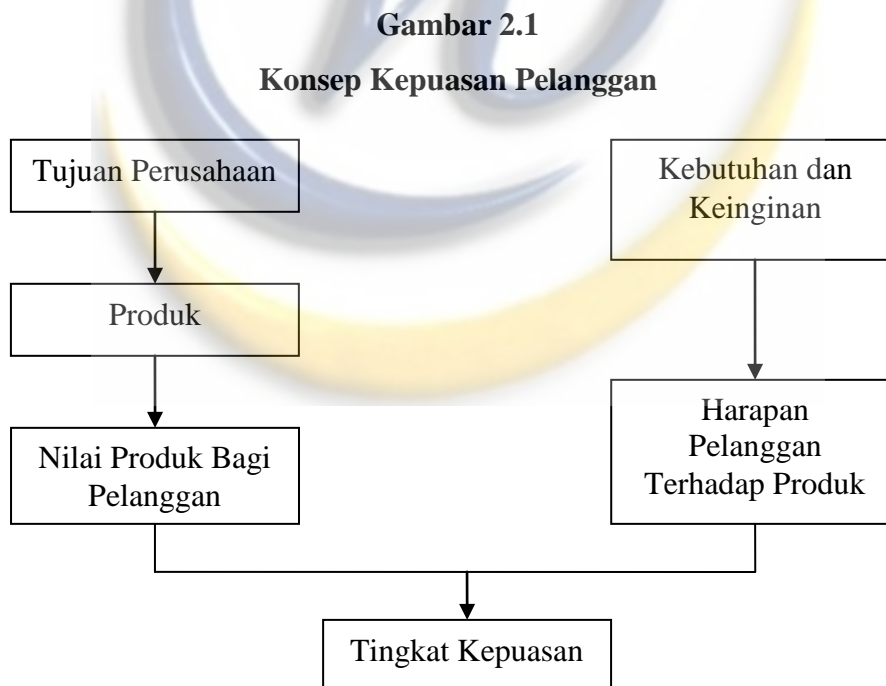 Gambar 2.1
Konsep Kepuasan Pelanggan
Tujuan Perusahaan
Kebutuhan dan
Keinginan
Produk
Nilai Produk Bagi
Pelanggan
Harapan
Pelanggan
Terhadap Produk
Tingkat Kepuasan